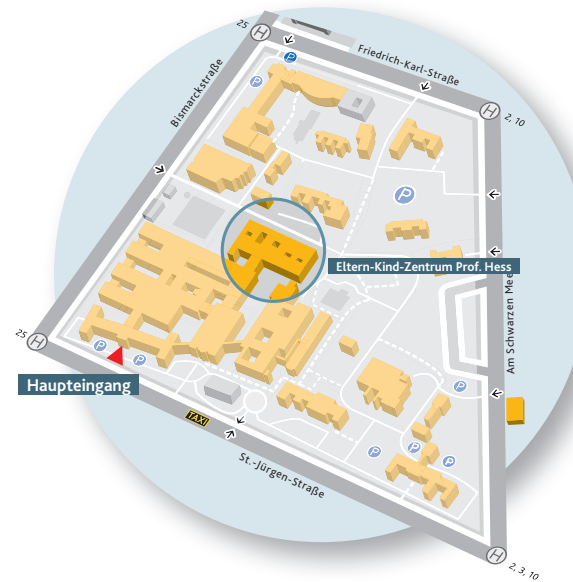 25
H
P
Friedrich-Karl-Straße
Bismarckstraße
P
H
2, 10
P
Eltern-Kind-Zentrum Prof. Hess
Am Schwarzen Mee
25
H
P
P
Haupteingang
TAXI
P
St.-Jürgen-Straße
P
P
P
H
2, 3, 10